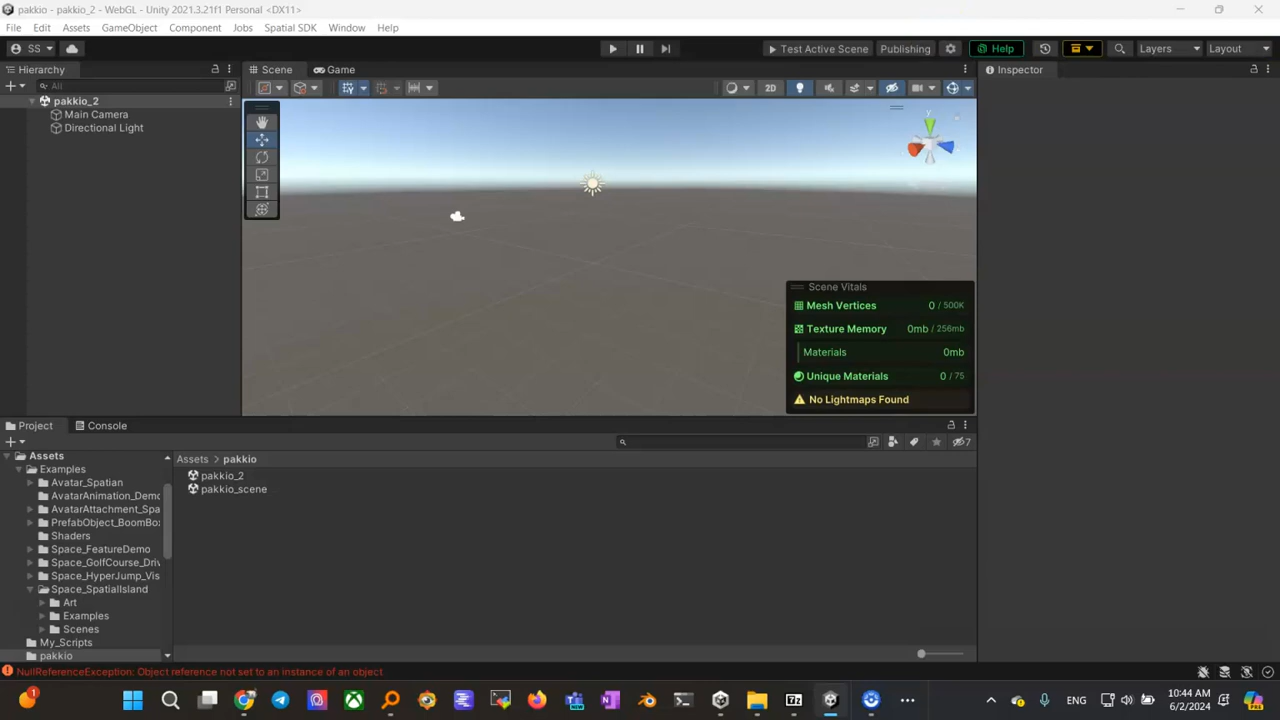 pakkio - pakkio_2 - WebGL - Unity 2021.3.21f1 Personal <DX11>
File Edit Assets GameObject Component Jobs Spatial SDK Window Help
SS Test Active Scene Publishing Help Layers Layout
Hierarchy Scene Game Inspector
All 2D
pakkio_2
Main Camera
Directional Light
y
Scene Vitals
Mesh Vertices 0 / 500K
Texture Memory 0mb / 256mb
Materials 0mb
Unique Materials 0 / 75
No Lightmaps Found
Project Console
7
Assets Assets > pakkio
Examples
Avatar_Spatian pakkio_2
AvatarAnimation_Demo pakkio_scene
AvatarAttachment_Spa
PrefabObject_BoomBo
Shaders
Space_FeatureDemo
Space_GolfCourse_Driv
Space_HyperJump_Vis
Space_SpatialIsland
Art
Examples
Scenes
My_Scripts
pakkio
NullReferenceException: Object reference not set to an instance of an object
1 ENG 10:44 AM
6/2/2024